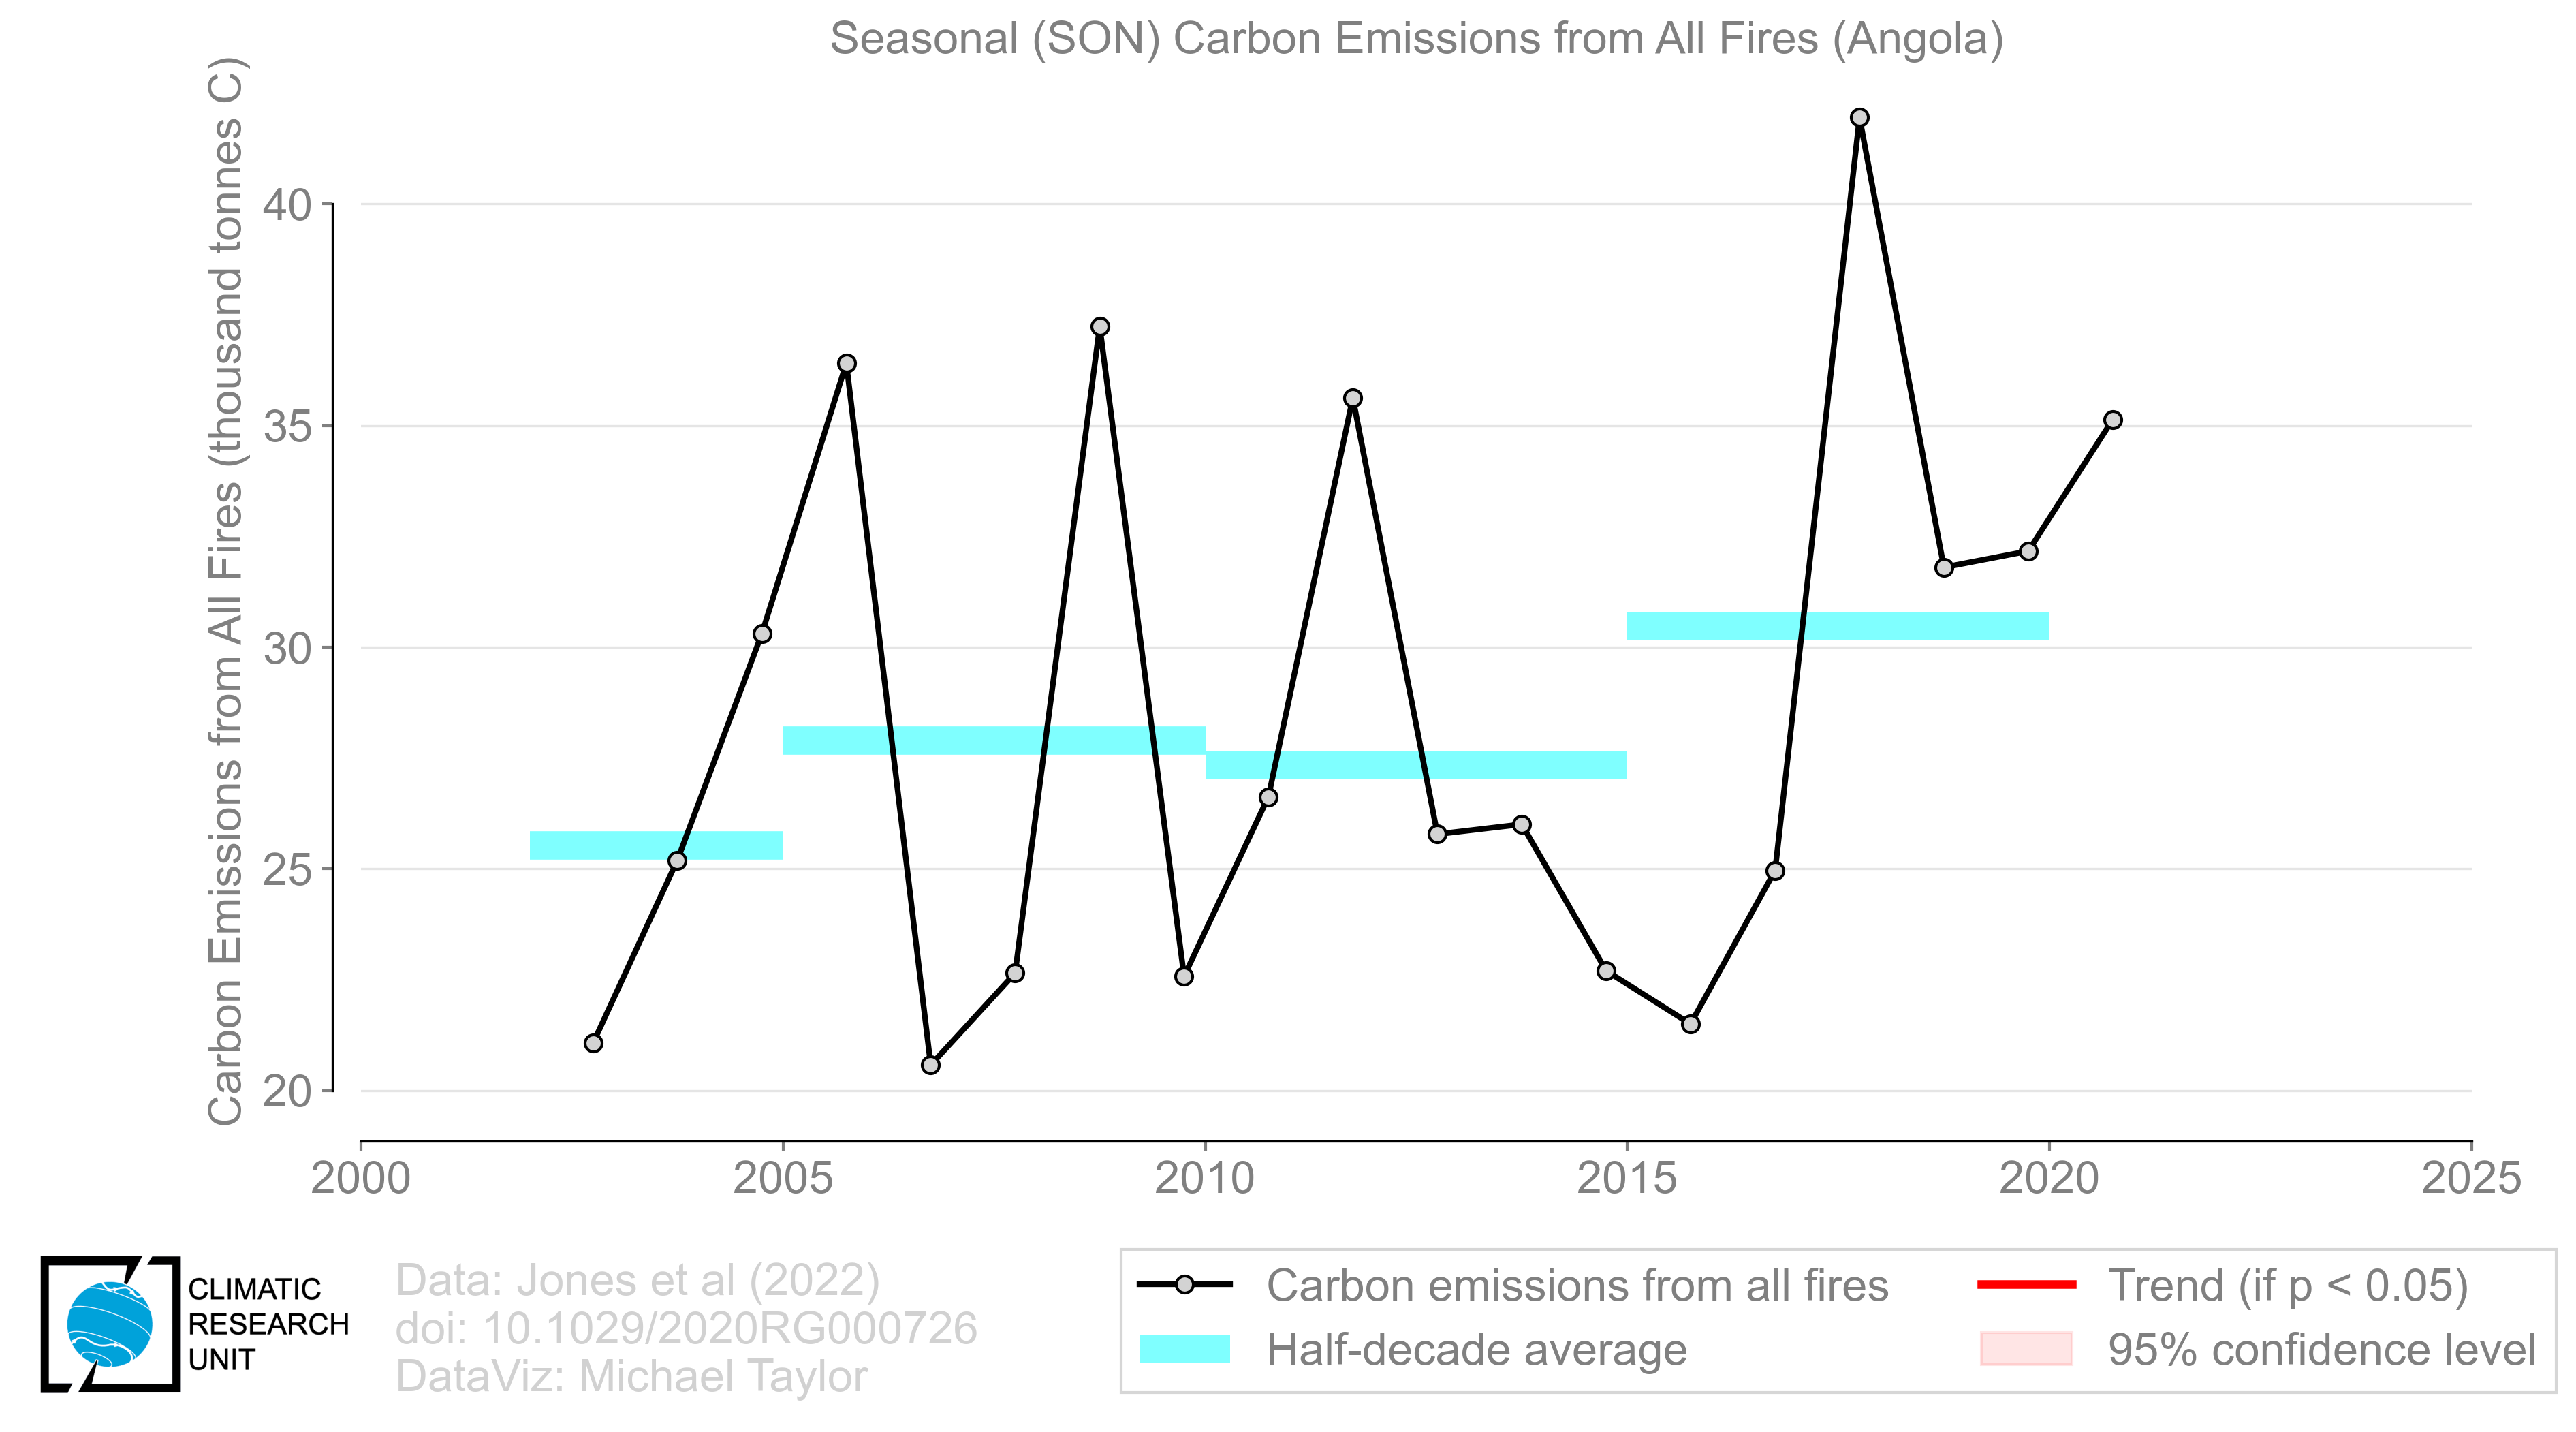 Seasonal (SON) Carbon Emissions from All Fires (Angola)
Carbon Emissions from All Fires (thousand tonnes C)
40
35
30
25
20
2000
2005
2010
2015
2020
2025
CLIMATIC
RESEARCH
UNIT
Data: Jones et al (2022)
doi: 10.1029/2020RG000726
DataViz: Michael Taylor
Carbon emissions from all fires
Half-decade average
Trend (if p < 0.05)
95% confidence level